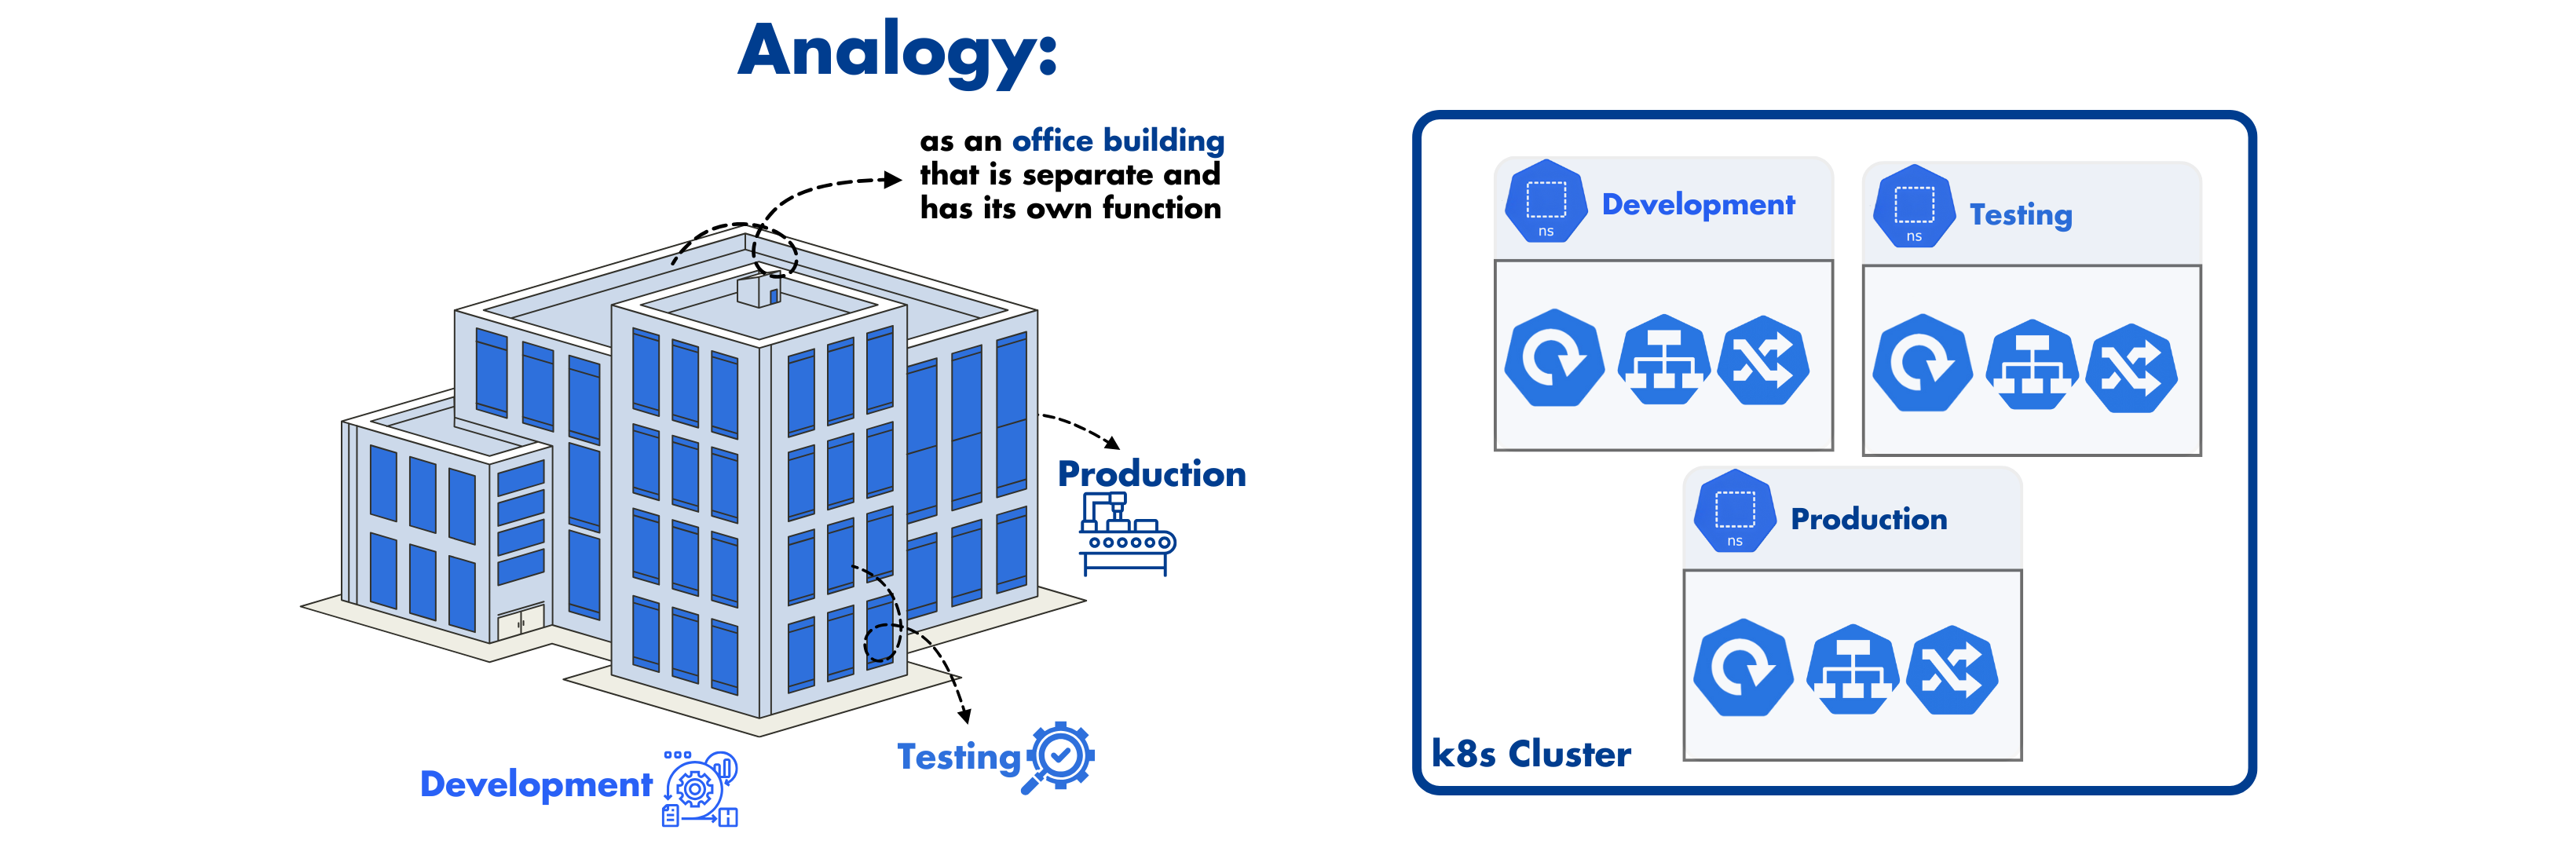 Analogy:
as an office building
that is separate and
has its own function
Production
Testing
Development
ns
Development
ns
Testing
ns
Production
k8s Cluster